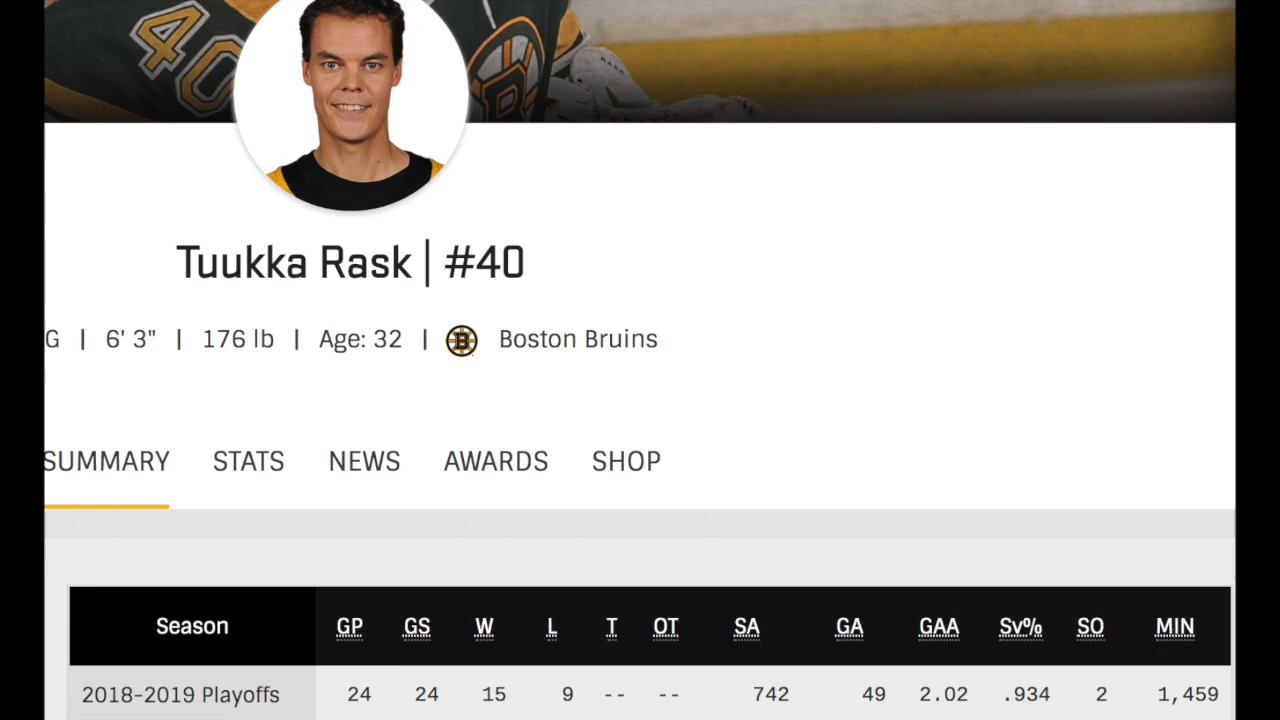 40
Tuukka Rask | #40
G | 6' 3" | 176 lb | Age: 32 | B Boston Bruins
SUMMARY STATS NEWS AWARDS SHOP
Season GP GS W L T OT SA GA GAA Sv% SO MIN
2018-2019 Playoffs 24 24 15 9 -- -- 742 49 2.02 .934 2 1,459